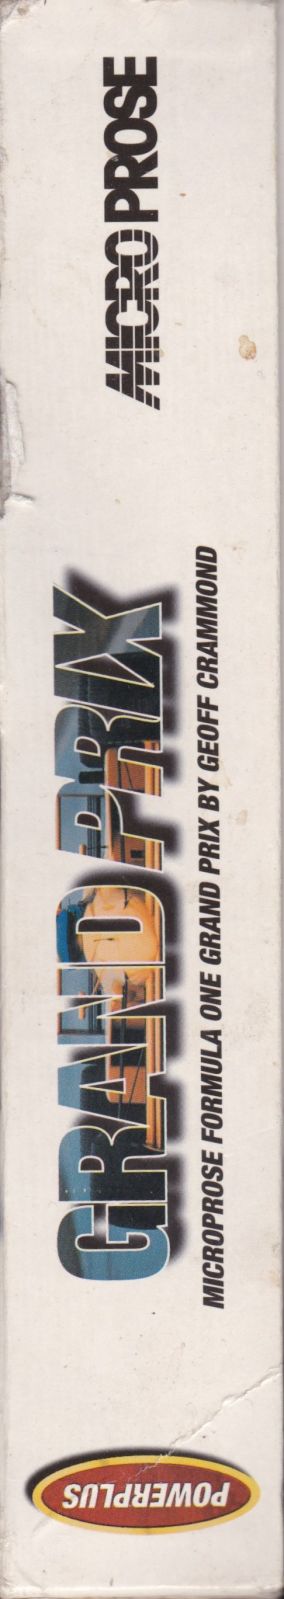 MICROPROSE
GRAND PRIX
MICROPROSE FORMULA ONE GRAND PRIX BY GEOFF CRAMMOND
POWERPLUS